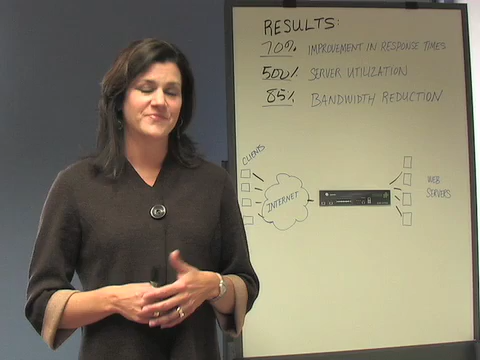 RESULTS:
70% IMPROVEMENT IN RESPONSE TIMES
500% SERVER UTILIZATION
85% BANDWIDTH REDUCTION
CLIENTS
INTERNET
WEB
SERVERS